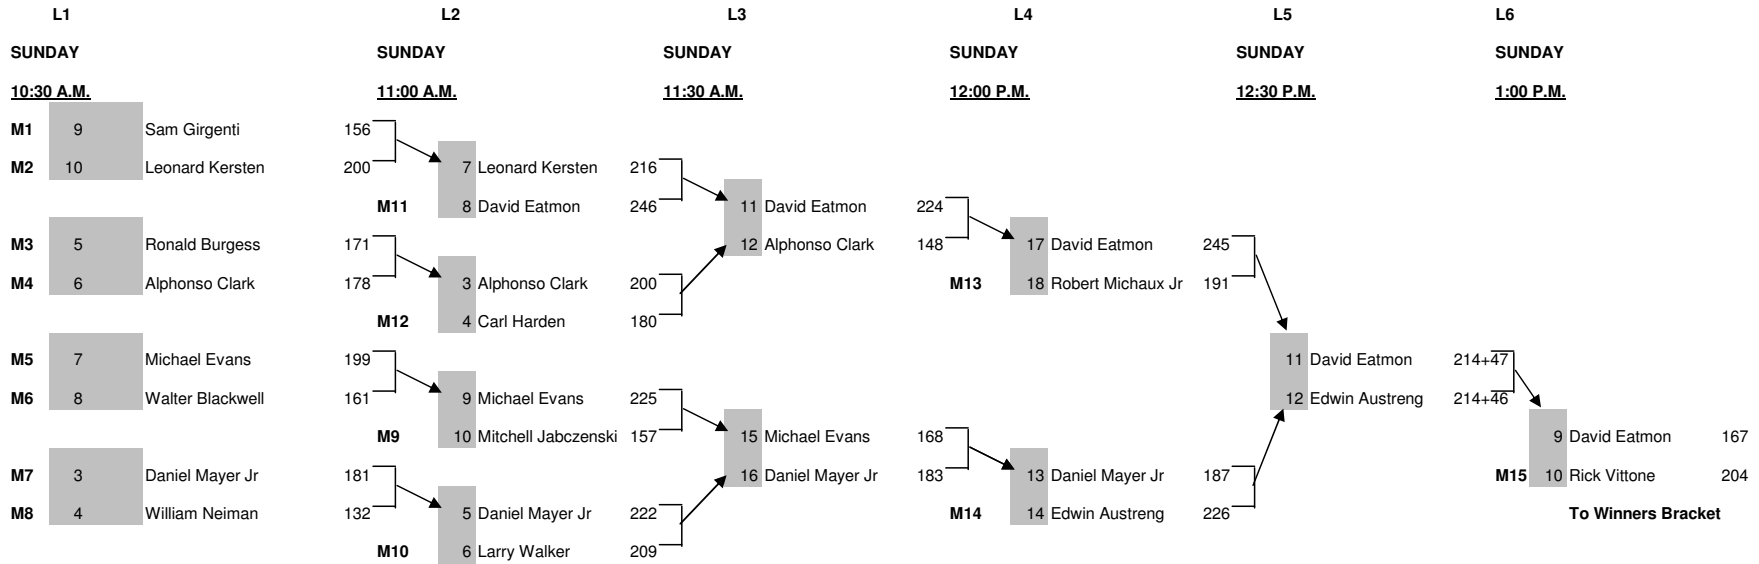 L1 L2 L3 L4 L5 L6
SUNDAY SUNDAY SUNDAY SUNDAY SUNDAY SUNDAY
10:30 A.M. 11:00 A.M. 11:30 A.M. 12:00 P.M. 12:30 P.M. 1:00 P.M.
M1 9 Sam Girgenti 156
M2 10 Leonard Kersten 200 7 Leonard Kersten 216
M11 8 David Eatmon 246 11 David Eatmon 224
M3 5 Ronald Burgess 171 12 Alphonso Clark 148 17 David Eatmon 245
M4 6 Alphonso Clark 178 3 Alphonso Clark 200 M13 18 Robert Michaux Jr 191
M12 4 Carl Harden 180
M5 7 Michael Evans 199 11 David Eatmon 214+47
M6 8 Walter Blackwell 161 9 Michael Evans 225 12 Edwin Austreng 214+46
M9 10 Mitchell Jabczenski 157 15 Michael Evans 168 9 David Eatmon 167
M7 3 Daniel Mayer Jr 181 16 Daniel Mayer Jr 183 13 Daniel Mayer Jr 187 M15 10 Rick Vittone 204
M8 4 William Neiman 132 5 Daniel Mayer Jr 222 M14 14 Edwin Austreng 226 To Winners Bracket
M10 6 Larry Walker 209